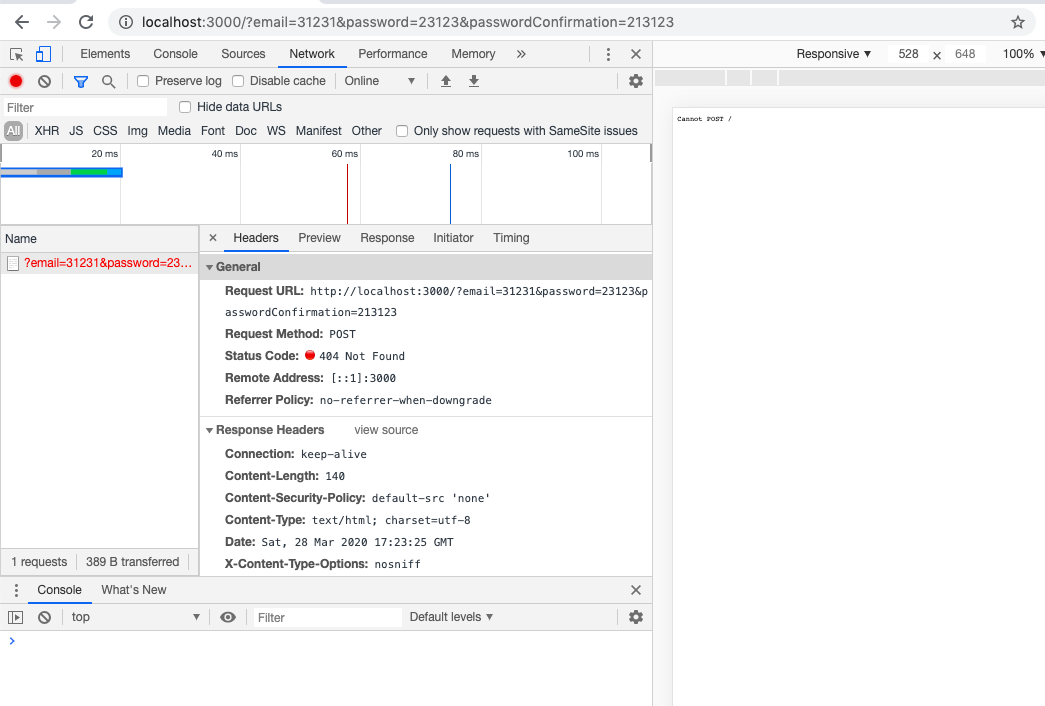 localhost:3000/?email=31231&password=23123&passwordConfirmation=213123
Elements Console Sources Network Performance Memory »
Responsive ▼ 528 × 648 100% ▼
Preserve log Disable cache Online ▼
Filter Hide data URLs
All XHR JS CSS Img Media Font Doc WS Manifest Other Only show requests with SameSite issues
Cannot POST /
20 ms 40 ms 60 ms 80 ms 100 ms
Name
× Headers Preview Response Initiator Timing
?email=31231&password=23...
▼ General
Request URL: http://localhost:3000/?email=31231&password=23123&p
asswordConfirmation=213123
Request Method: POST
Status Code: 404 Not Found
Remote Address: [::1]:3000
Referrer Policy: no-referrer-when-downgrade
▼ Response Headers view source
Connection: keep-alive
Content-Length: 140
Content-Security-Policy: default-src 'none'
Content-Type: text/html; charset=utf-8
Date: Sat, 28 Mar 2020 17:23:25 GMT
X-Content-Type-Options: nosniff
1 requests 389 B transferred
Console What's New
top ▼ Filter Default levels ▼